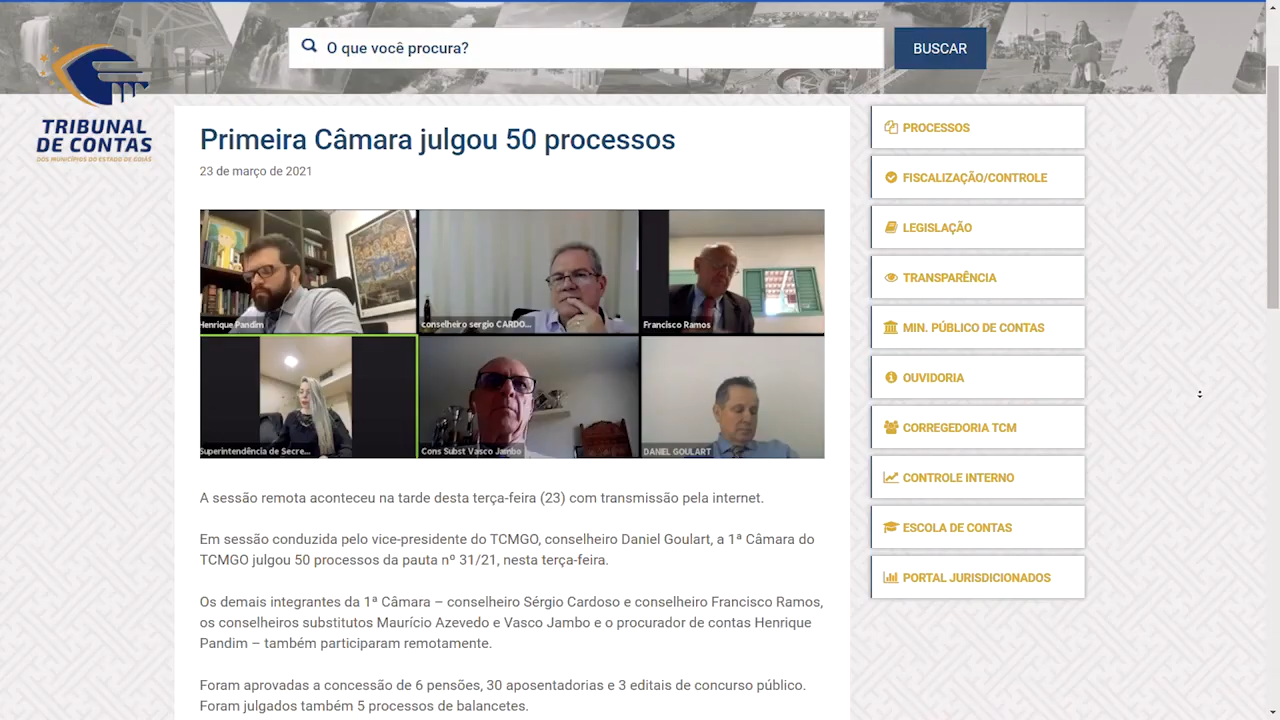 O que você procura?
BUSCAR
TRIBUNAL
DE CONTAS
DOS MUNICÍPIOS DO ESTADO DE GOIÁS
Primeira Câmara julgou 50 processos
23 de março de 2021
Henrique Pandim
conselheiro sergio CARDO...
Francisco Ramos
Superintendência de Secre...
Cons Subst Vasco Jambo
DANIEL GOULART
A sessão remota aconteceu na tarde desta terça-feira (23) com transmissão pela internet.
Em sessão conduzida pelo vice-presidente do TCMGO, conselheiro Daniel Goulart, a 1ª Câmara do
TCMGO julgou 50 processos da pauta nº 31/21, nesta terça-feira.
Os demais integrantes da 1ª Câmara – conselheiro Sérgio Cardoso e conselheiro Francisco Ramos,
os conselheiros substitutos Maurício Azevedo e Vasco Jambo e o procurador de contas Henrique
Pandim – também participaram remotamente.
Foram aprovadas a concessão de 6 pensões, 30 aposentadorias e 3 editais de concurso público.
Foram julgados também 5 processos de balancetes.
PROCESSOS
FISCALIZAÇÃO/CONTROLE
LEGISLAÇÃO
TRANSPARÊNCIA
MIN. PÚBLICO DE CONTAS
OUVIDORIA
CORREGEDORIA TCM
CONTROLE INTERNO
ESCOLA DE CONTAS
PORTAL JURISDICIONADOS